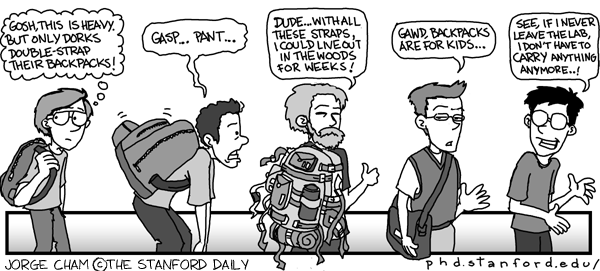 GOSH, THIS IS HEAVY.
BUT ONLY DORKS
DOUBLE-STRAP
THEIR BACKPACKS!
GASP... PANT...
DUDE... WITH ALL
THESE STRAPS,
I COULD LIVE OUT
IN THE WOODS
FOR WEEKS!
GAWD, BACKPACKS
ARE FOR KIDS...
SEE, IF I NEVER
LEAVE THE LAB,
I DON'T HAVE TO
CARRY ANYTHING
ANYMORE..!
JORGE CHAM ©THE STANFORD DAILY
phd.stanford.edu/